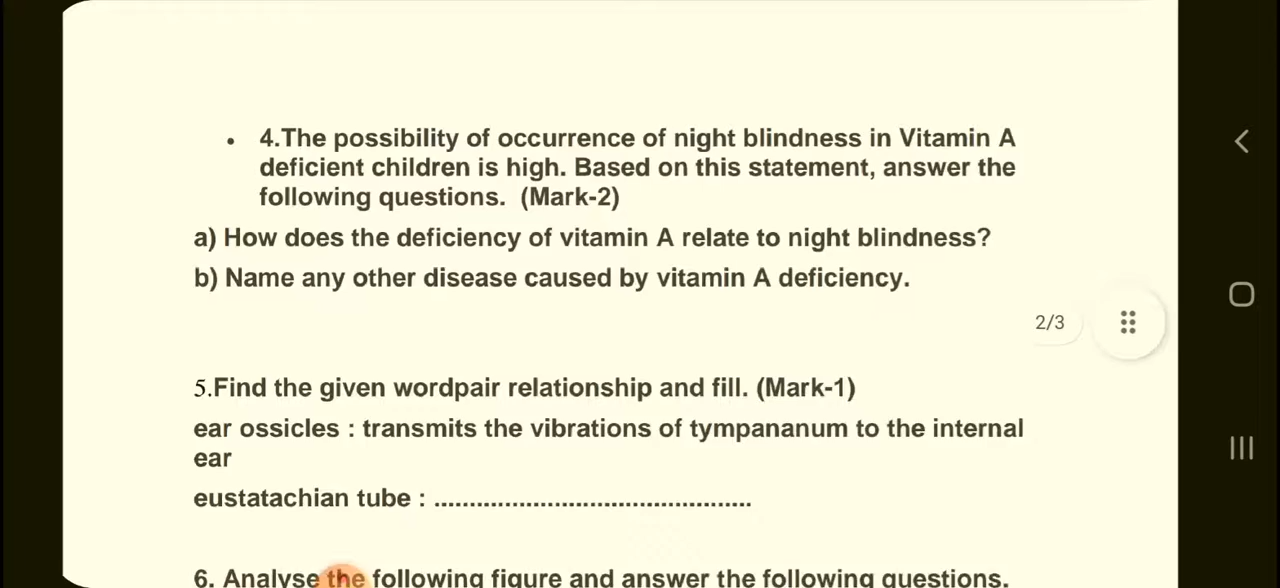 • 4.The possibility of occurrence of night blindness in Vitamin A
deficient children is high. Based on this statement, answer the
following questions. (Mark-2)
a) How does the deficiency of vitamin A relate to night blindness?
b) Name any other disease caused by vitamin A deficiency.
2/3
5.Find the given wordpair relationship and fill. (Mark-1)
ear ossicles : transmits the vibrations of tympananum to the internal
ear
eustatachian tube : .............................................
6. Analyse the following figure and answer the following questions.